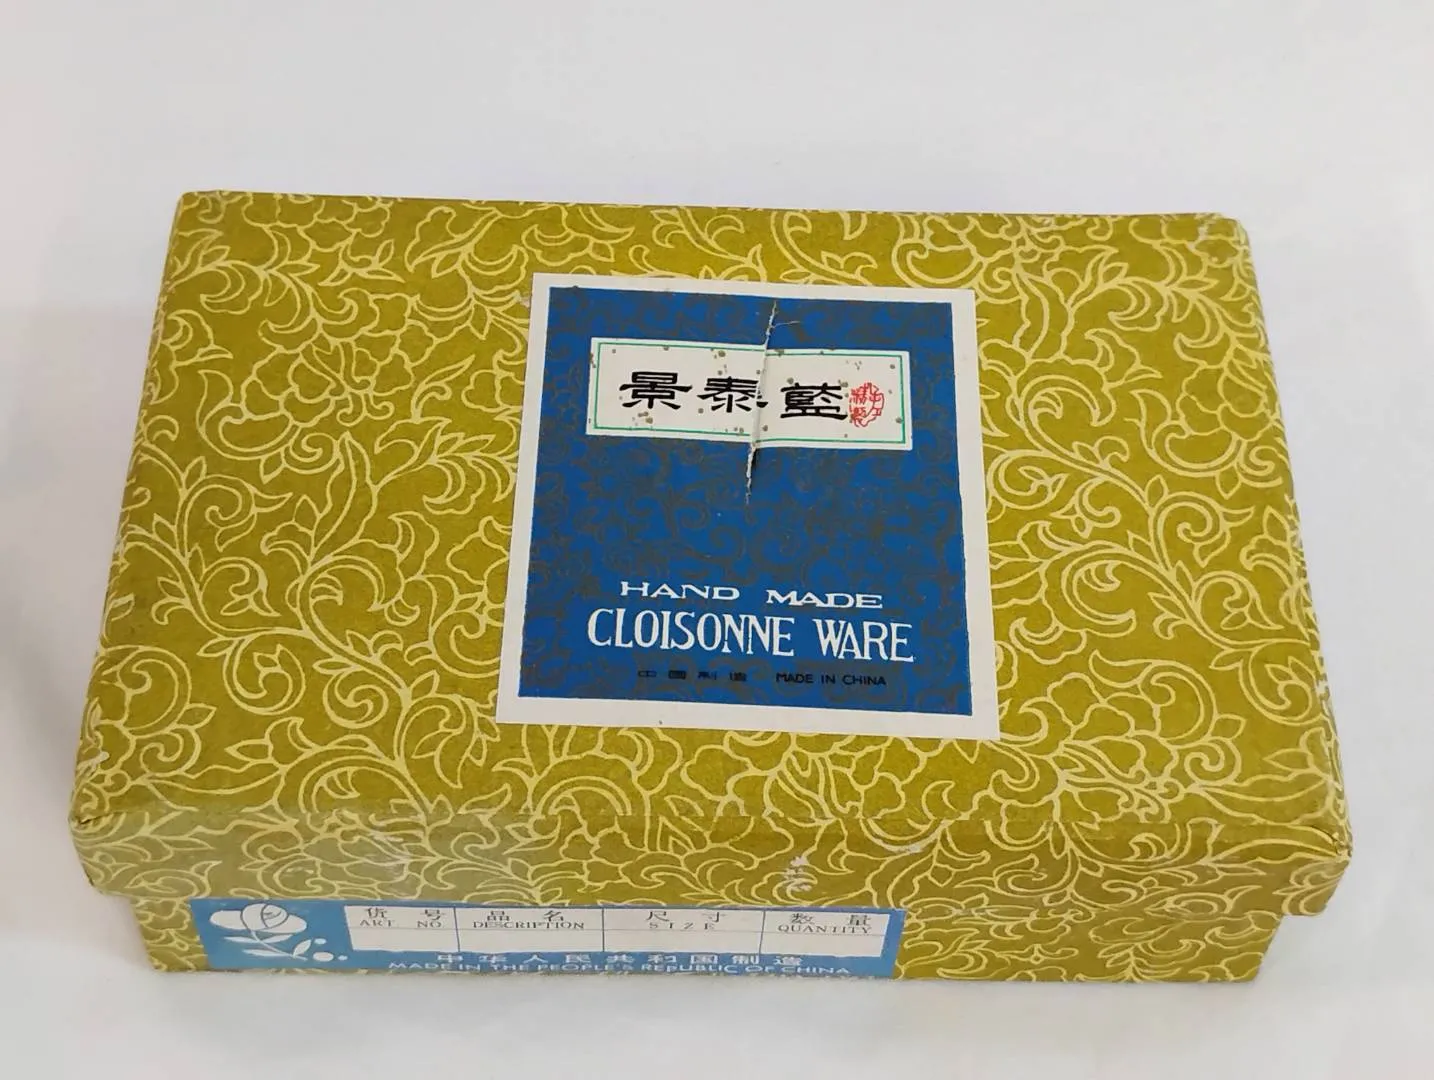 景泰藍
HAND MADE
CLOISONNE WARE
中国制造 MADE IN CHINA
货号 品名 尺寸 数量
ART NO. DESCRIPTION SIZE QUANTITY
中华人民共和国制造
MADE IN THE PEOPLE'S REPUBLIC OF CHINA